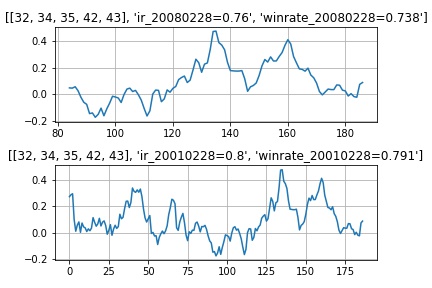 [[32, 34, 35, 42, 43], 'ir_20080228=0.76', 'winrate_20080228=0.738']
0.4
0.2
0.0
−0.2
80 100 120 140 160 180
[[32, 34, 35, 42, 43], 'ir_20010228=0.8', 'winrate_20010228=0.791']
0.4
0.2
0.0
−0.2
0 25 50 75 100 125 150 175